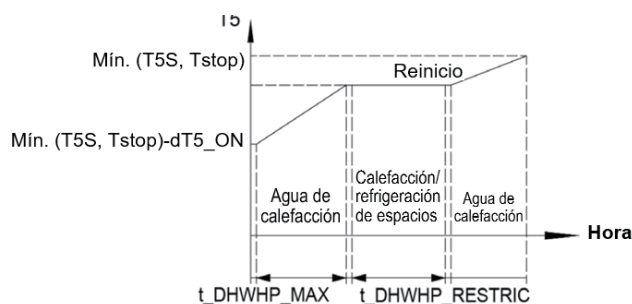 T5
Mín. (T5S, Tstop)
Reinicio
Mín. (T5S, Tstop)-dT5_ON
Agua de
calefacción
Calefacción/
refrigeración
de espacios
Agua de
calefacción
Hora
t_DHWHP_MAX
t_DHWHP_RESTRIC